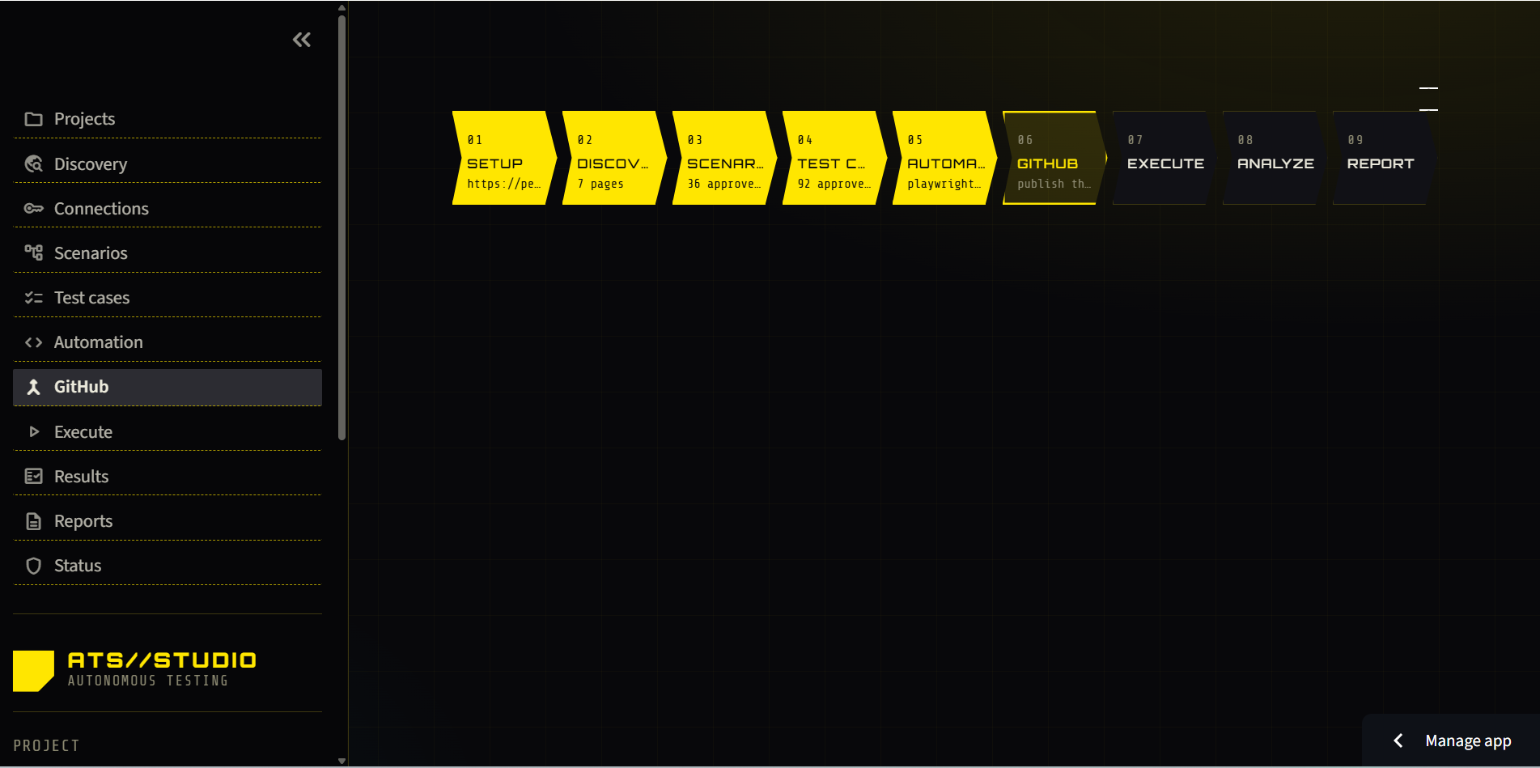 Projects
Discovery
Connections
Scenarios
Test cases
Automation
GitHub
Execute
Results
Reports
Status
ATS//STUDIO
AUTONOMOUS TESTING
PROJECT
01
SETUP
https://pe…
02
DISCOV…
7 pages
03
SCENAR…
36 approve…
04
TEST C…
92 approve…
05
AUTOMA…
playwright…
06
GITHUB
publish th…
07
EXECUTE
08
ANALYZE
09
REPORT
Manage app